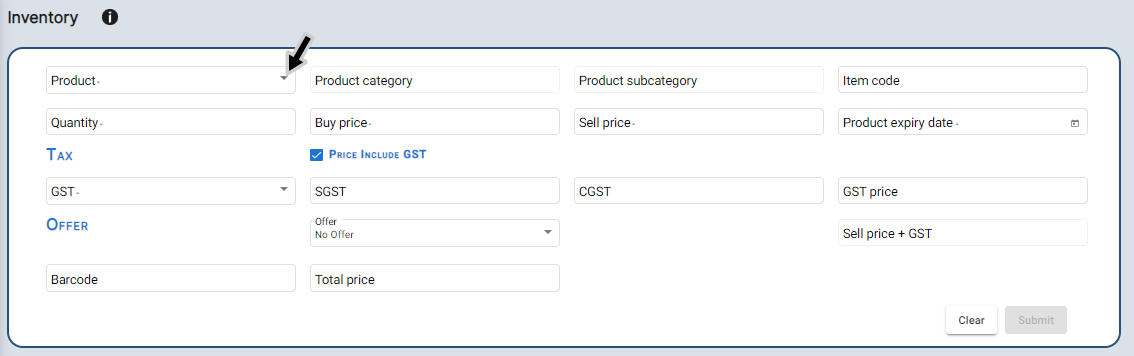 Inventory
Product - Product category Product subcategory Item code
Quantity - Buy price - Sell price - Product expiry date -
Tax Price Include GST
GST - SGST CGST GST price
Offer Offer
No Offer Sell price + GST
Barcode Total price
Clear Submit